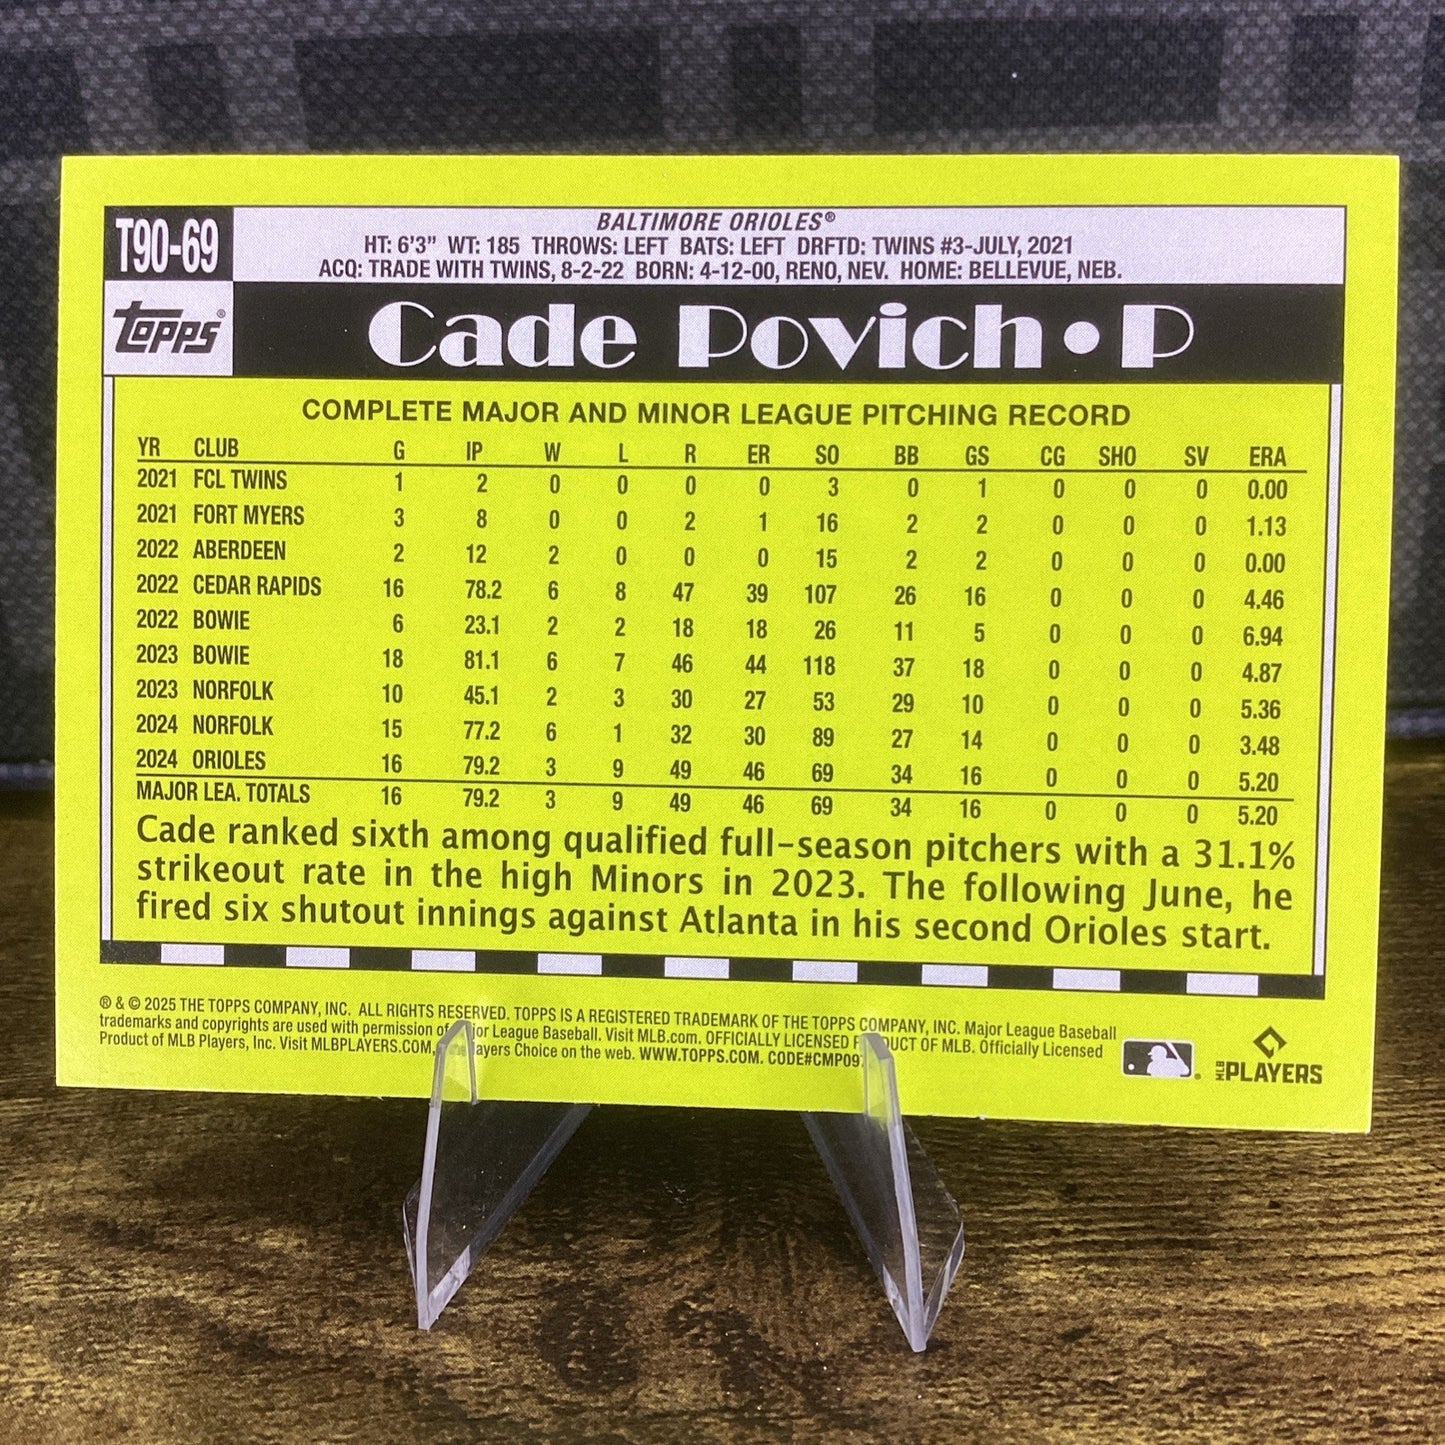 T90-69
BALTIMORE ORIOLES®
HT: 6'3" WT: 185 THROWS: LEFT BATS: LEFT DRFTD: TWINS #3-JULY, 2021
ACQ: TRADE WITH TWINS, 8-2-22 BORN: 4-12-00, RENO, NEV. HOME: BELLEVUE, NEB.
TOPPS®
Cade Povich • P
COMPLETE MAJOR AND MINOR LEAGUE PITCHING RECORD
YR CLUB G IP W L R ER SO BB GS CG SHO SV ERA
2021 FCL TWINS 1 2 0 0 0 0 3 0 1 0 0 0 0.00
2021 FORT MYERS 3 8 0 0 2 1 16 2 2 0 0 0 1.13
2022 ABERDEEN 2 12 2 0 0 0 15 2 2 0 0 0 0.00
2022 CEDAR RAPIDS 16 78.2 6 8 47 39 107 26 16 0 0 0 4.46
2022 BOWIE 6 23.1 2 2 18 18 26 11 5 0 0 0 6.94
2023 BOWIE 18 81.1 6 7 46 44 118 37 18 0 0 0 4.87
2023 NORFOLK 10 45.1 2 3 30 27 53 29 10 0 0 0 5.36
2024 NORFOLK 15 77.2 6 1 32 30 89 27 14 0 0 0 3.48
2024 ORIOLES 16 79.2 3 9 49 46 69 34 16 0 0 0 5.20
MAJOR LEA. TOTALS 16 79.2 3 9 49 46 69 34 16 0 0 0 5.20
Cade ranked sixth among qualified full-season pitchers with a 31.1%
strikeout rate in the high Minors in 2023. The following June, he
fired six shutout innings against Atlanta in his second Orioles start.
® & © 2025 THE TOPPS COMPANY, INC. ALL RIGHTS RESERVED. TOPPS IS A REGISTERED TRADEMARK OF THE TOPPS COMPANY, INC. Major League Baseball
trademarks and copyrights are used with permission of Major League Baseball. Visit MLB.com. OFFICIALLY LICENSED PRODUCT OF MLB. Officially Licensed
Product of MLB Players, Inc. Visit MLBPLAYERS.COM, Players Choice on the web. WWW.TOPPS.COM. CODE#CMP09
MLB PLAYERS